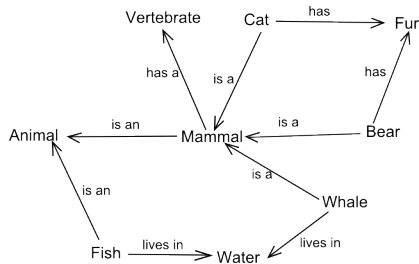 Vertebrate
Cat
has
Fur
has a
is a
has
Animal
is an
Mammal
is a
Bear
is an
is a
Whale
Fish
lives in
Water
lives in